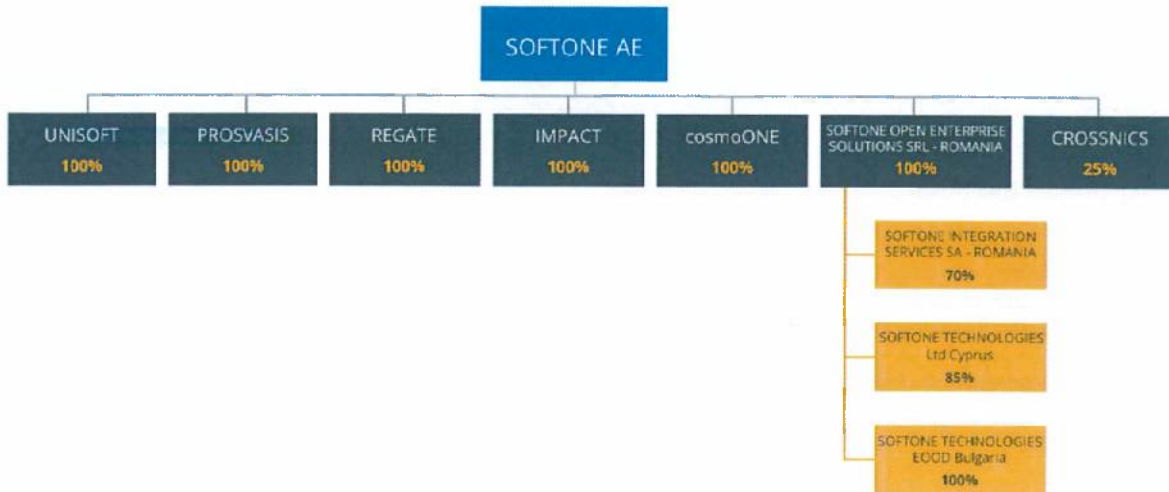 SOFTONE AE
UNISOFT
100%
PROSVASIS
100%
REGATE
100%
IMPACT
100%
cosmoONE
100%
SOFTONE OPEN ENTERPRISE
SOLUTIONS SRL - ROMANIA
100%
CROSSNICS
25%
SOFTONE INTEGRATION
SERVICES SA - ROMANIA
70%
SOFTONE TECHNOLOGIES
Ltd Cyprus
85%
SOFTONE TECHNOLOGIES
EOOD Bulgaria
100%